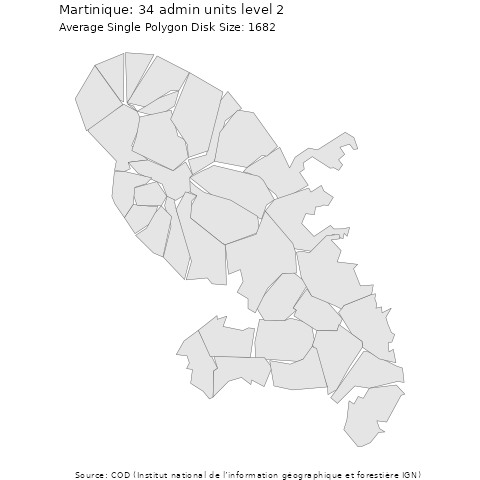 Martinique: 34 admin units level 2
Average Single Polygon Disk Size: 1682
Source: COD (Institut national de l'information géographique et forestière IGN)